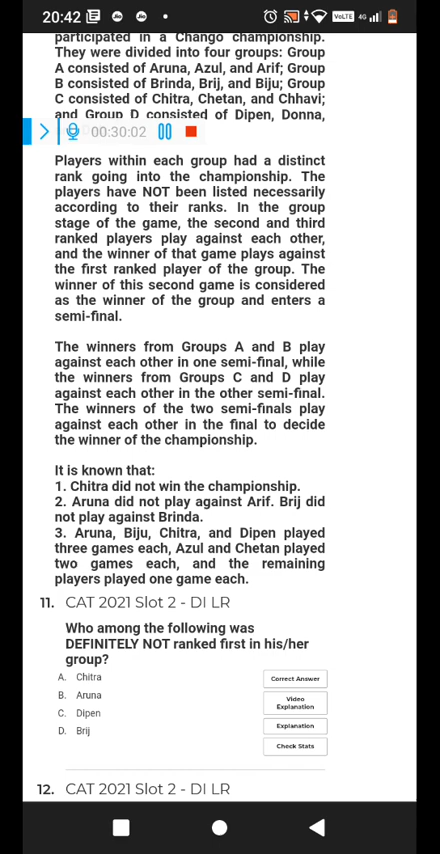 20:42 Jio Jio VoLTE 4G
participated in a Chango championship.
They were divided into four groups: Group
A consisted of Aruna, Azul, and Arif; Group
B consisted of Brinda, Brij, and Biju; Group
C consisted of Chitra, Chetan, and Chhavi;
and Group D consisted of Dipen, Donna,
00:30:02
Players within each group had a distinct
rank going into the championship. The
players have NOT been listed necessarily
according to their ranks. In the group
stage of the game, the second and third
ranked players play against each other,
and the winner of that game plays against
the first ranked player of the group. The
winner of this second game is considered
as the winner of the group and enters a
semi-final.
The winners from Groups A and B play
against each other in one semi-final, while
the winners from Groups C and D play
against each other in the other semi-final.
The winners of the two semi-finals play
against each other in the final to decide
the winner of the championship.
It is known that:
1. Chitra did not win the championship.
2. Aruna did not play against Arif. Brij did
not play against Brinda.
3. Aruna, Biju, Chitra, and Dipen played
three games each, Azul and Chetan played
two games each, and the remaining
players played one game each.
11. CAT 2021 Slot 2 - DI LR
Who among the following was
DEFINITELY NOT ranked first in his/her
group?
A. Chitra
B. Aruna
C. Dipen
D. Brij
Correct Answer
Video
Explanation
Explanation
Check Stats
12. CAT 2021 Slot 2 - DI LR